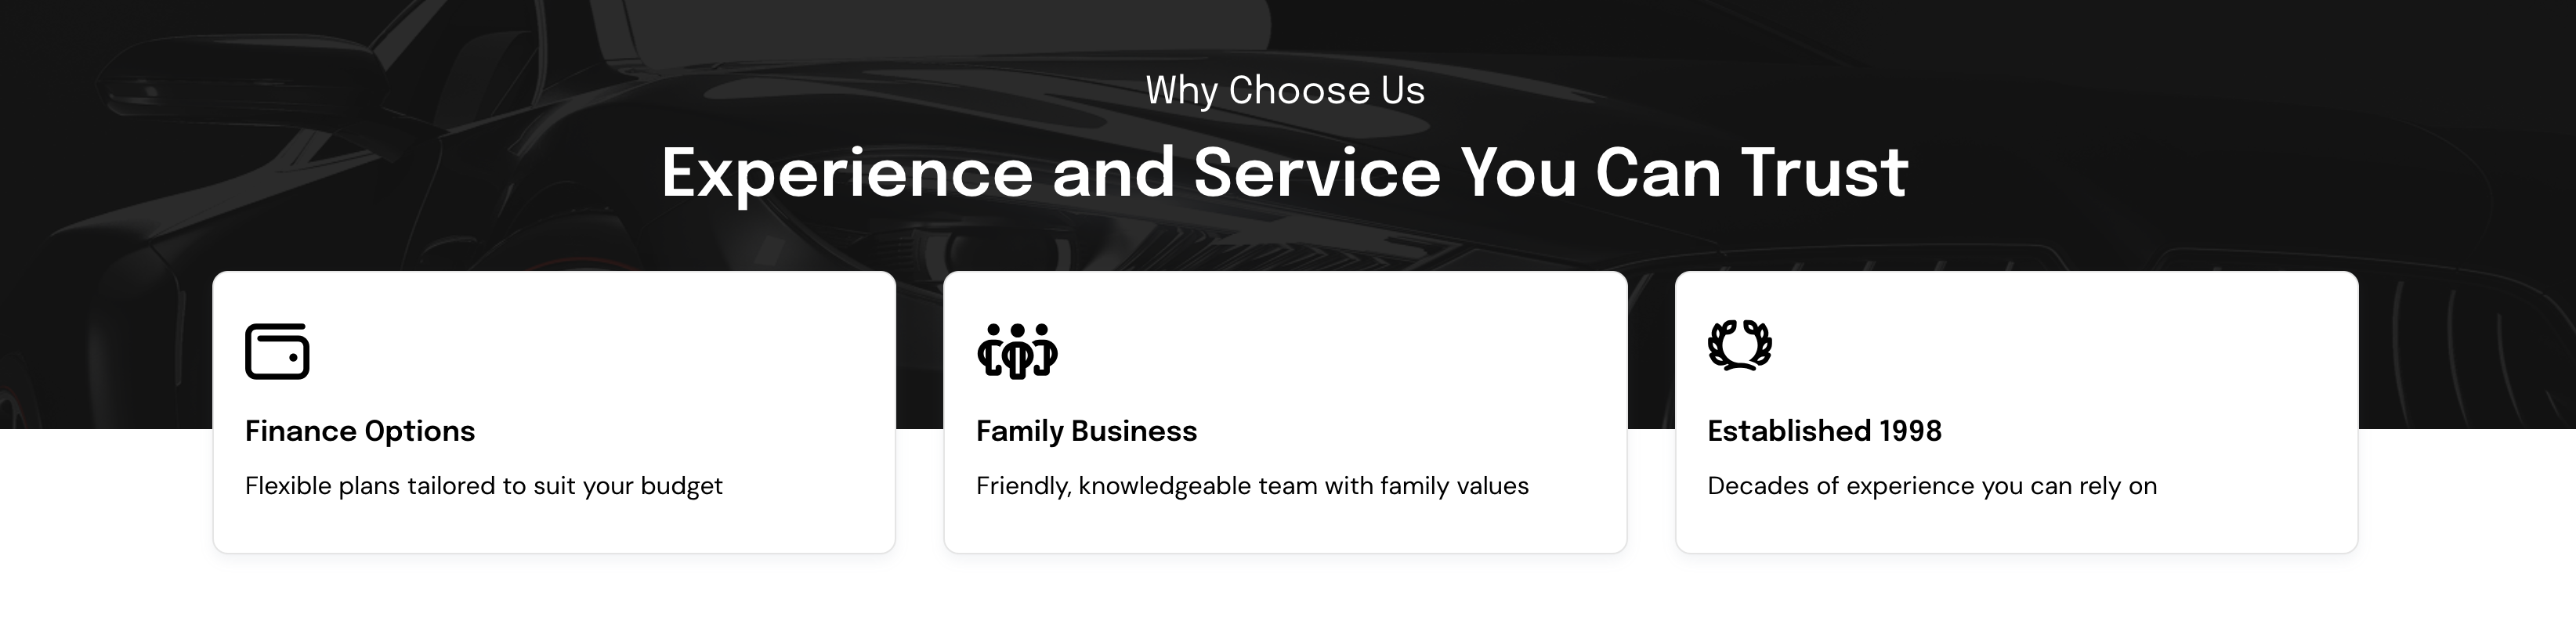 Why Choose Us
Experience and Service You Can Trust
Finance Options
Flexible plans tailored to suit your budget
Family Business
Friendly, knowledgeable team with family values
Established 1998
Decades of experience you can rely on